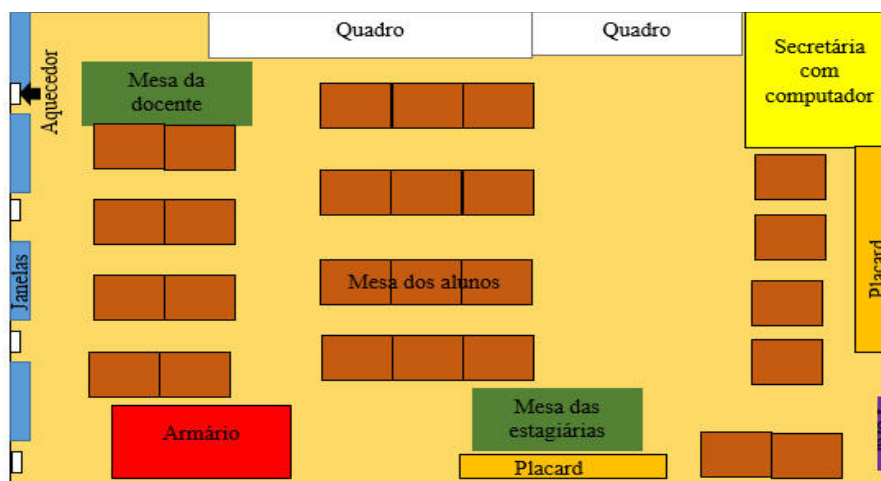 Quadro
Quadro
Secretária
com
computador
Aquecedor
Mesa da
docente
Janelas
Mesa dos alunos
Placard
Armário
Mesa das
estagiárias
Placard